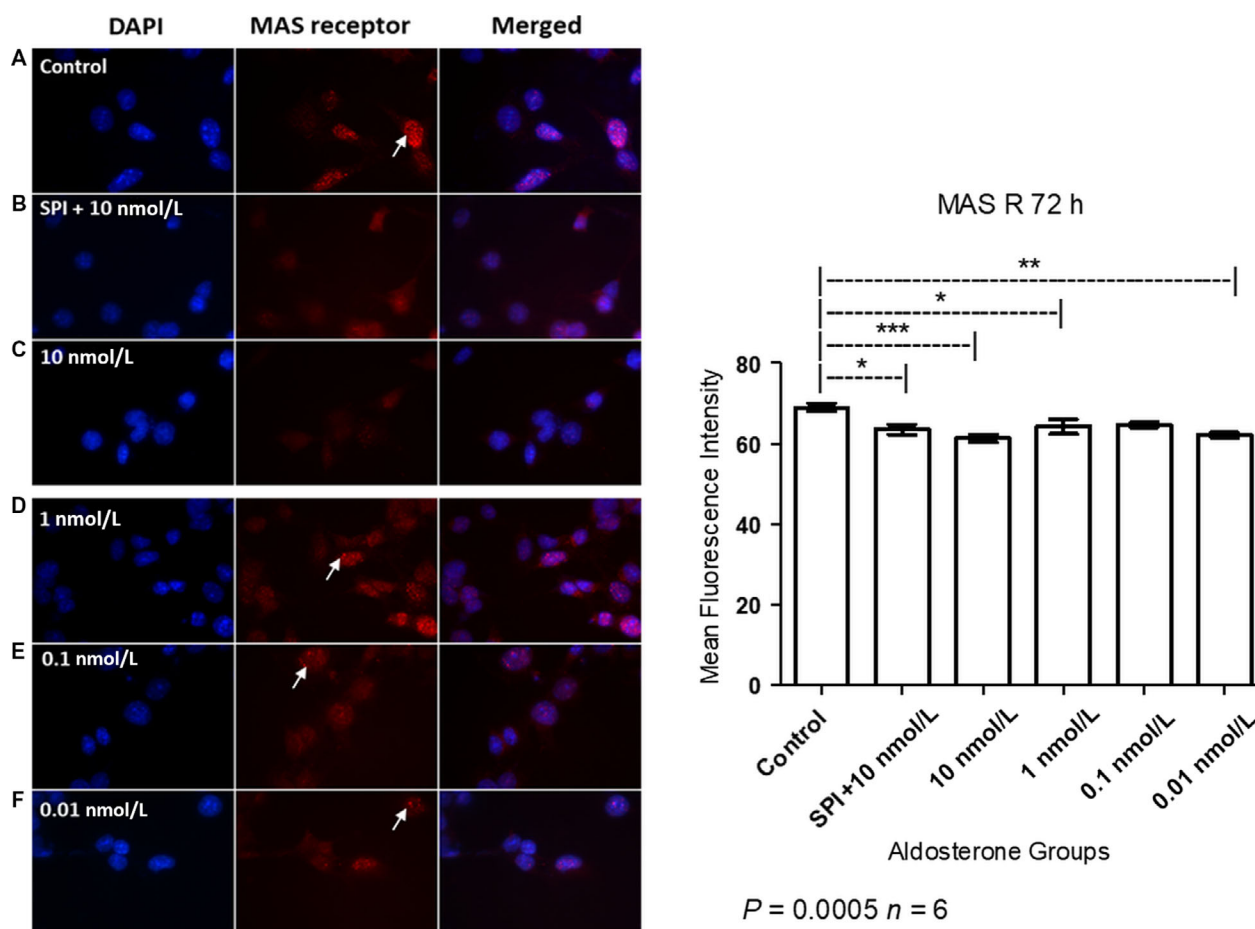 DAPI MAS receptor Merged
A
Control
B
SPI + 10 nmol/L
C
10 nmol/L
D
1 nmol/L
E
0.1 nmol/L
F
0.01 nmol/L
MAS R 72 h
**
*
***
*
80
60
40
20
0
Mean Fluorescence Intensity
Control
SPI+10 nmol/L
10 nmol/L
1 nmol/L
0.1 nmol/L
0.01 nmol/L
Aldosterone Groups
P = 0.0005 n = 6